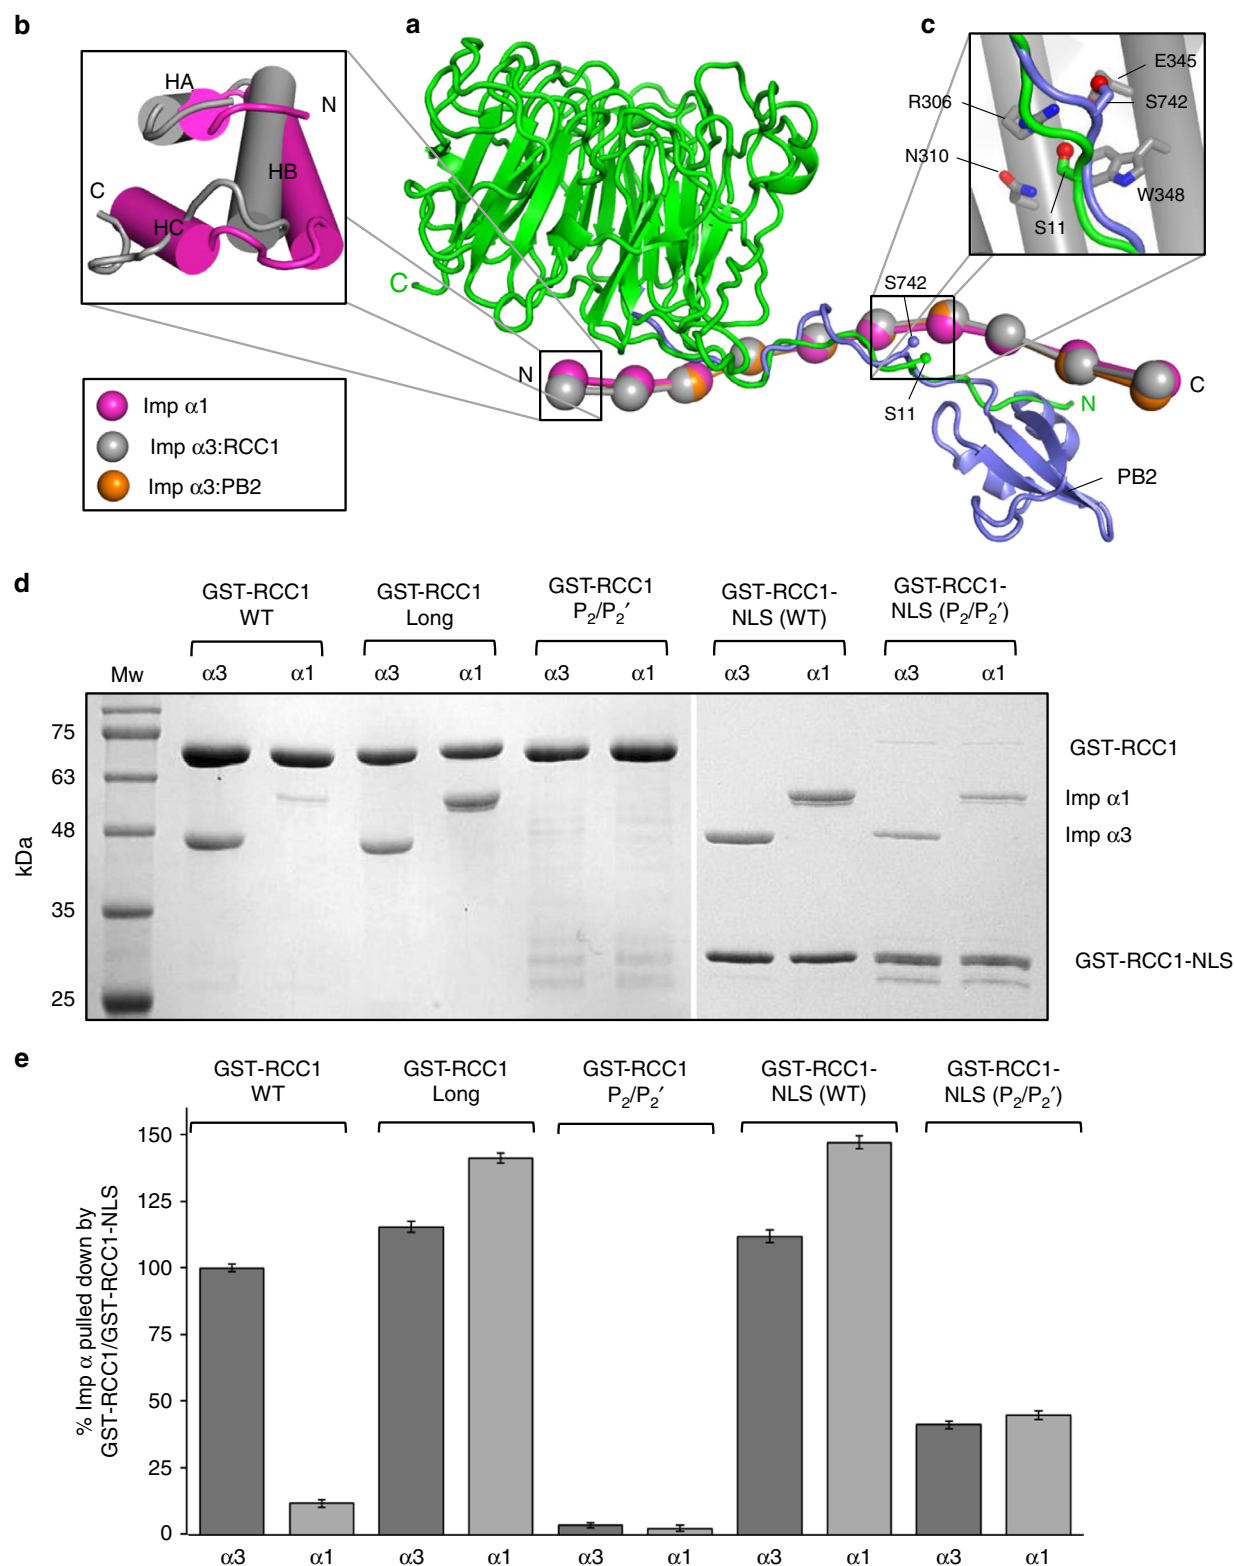 b
a
c
HA
N
HB
C
HC
E345
R306
S742
N310
W348
S11
C
S742
N
C
S11
N
PB2
Imp α1
Imp α3:RCC1
Imp α3:PB2
d
GST-RCC1
WT
GST-RCC1
Long
GST-RCC1
P₂/P₂′
GST-RCC1-
NLS (WT)
GST-RCC1-
NLS (P₂/P₂′)
Mw
α3
α1
α3
α1
α3
α1
α3
α1
α3
α1
kDa
75
63
48
35
25
GST-RCC1
Imp α1
Imp α3
GST-RCC1-NLS
e
GST-RCC1
WT
GST-RCC1
Long
GST-RCC1
P₂/P₂′
GST-RCC1-
NLS (WT)
GST-RCC1-
NLS (P₂/P₂′)
% Imp α pulled down by
GST-RCC1/GST-RCC1-NLS
150
125
100
75
50
25
0
α3
α1
α3
α1
α3
α1
α3
α1
α3
α1